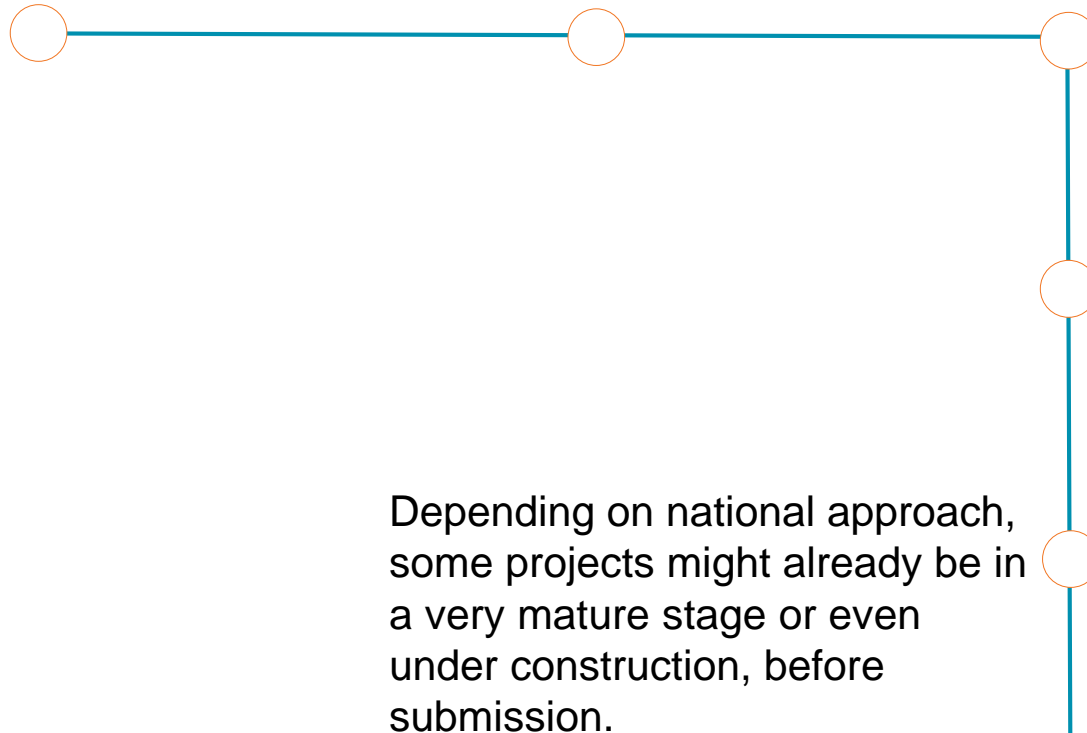 Depending on national approach,
some projects might already be in
a very mature stage or even
under construction, before
submission.